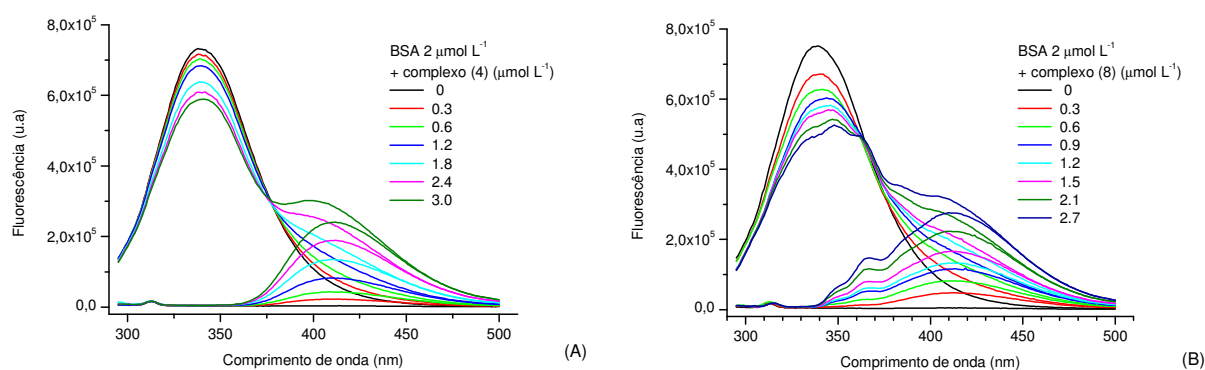 8,0x10⁵
6,0x10⁵
4,0x10⁵
2,0x10⁵
0,0
Fluorescência (u.a)
300
350
400
450
500
Comprimento de onda (nm)
BSA 2 μmol L⁻¹
+ complexo (4) (μmol L⁻¹)
0
0.3
0.6
1.2
1.8
2.4
3.0
(A)
8,0x10⁵
6,0x10⁵
4,0x10⁵
2,0x10⁵
0,0
Fluorescência (u.a)
300
350
400
450
500
Comprimento de onda (nm)
BSA 2 μmol L⁻¹
+ complexo (8) (μmol L⁻¹)
0
0.3
0.6
0.9
1.2
1.5
2.1
2.7
(B)